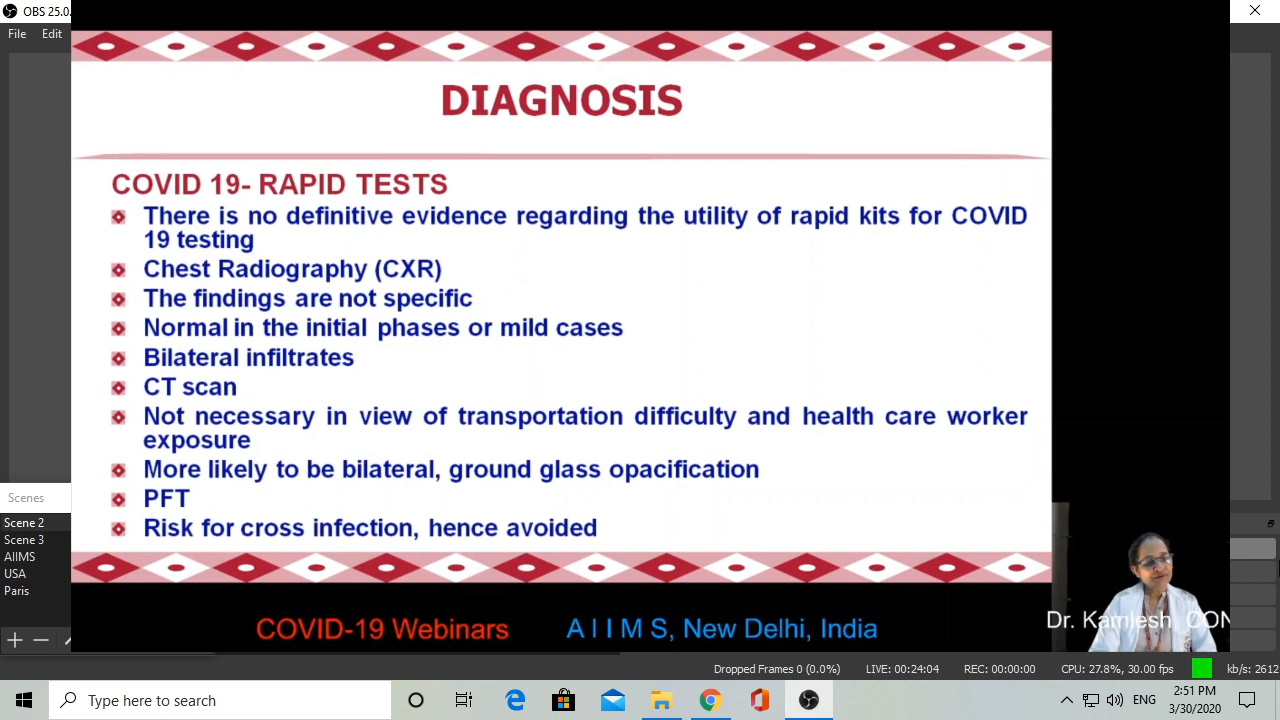 OBS 25.0.
File Edit
DIAGNOSIS
COVID 19- RAPID TESTS
There is no definitive evidence regarding the utility of rapid kits for COVID
19 testing
Chest Radiography (CXR)
The findings are not specific
Normal in the initial phases or mild cases
Bilateral infiltrates
CT scan
Not necessary in view of transportation difficulty and health care worker
exposure
More likely to be bilateral, ground glass opacification
PFT
Risk for cross infection, hence avoided
Scenes
Scene 2
Scene 3
AIIMS
USA
Paris
Dr. Kamlesh CON
COVID-19 Webinars A I I M S, New Delhi, India
Dropped Frames 0 (0.0%) LIVE: 00:24:04 REC: 00:00:00 CPU: 27.8%, 30.00 fps kb/s: 2612
Type here to search
ENG
2:51 PM
3/30/2020